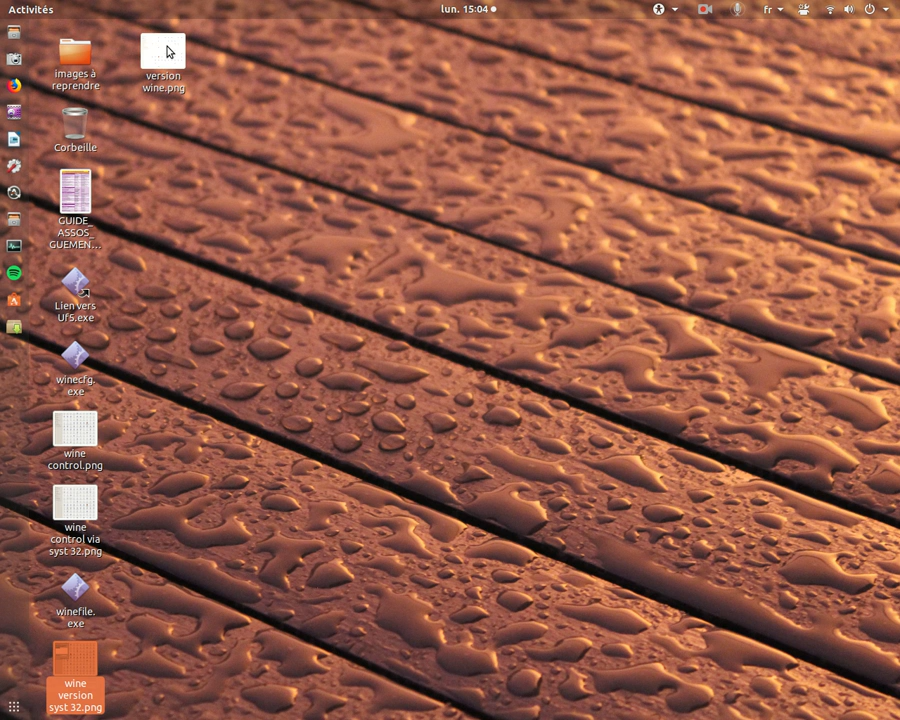 Activités
lun. 15:04
fr
images à
reprendre
version
wine.png
Corbeille
GUIDE_
ASSOS_
GUEMEN...
Lien vers
Uf5.exe
winecfg.
exe
wine
control.png
wine
control via
syst 32.png
winefile.
exe
wine
version
syst 32.png